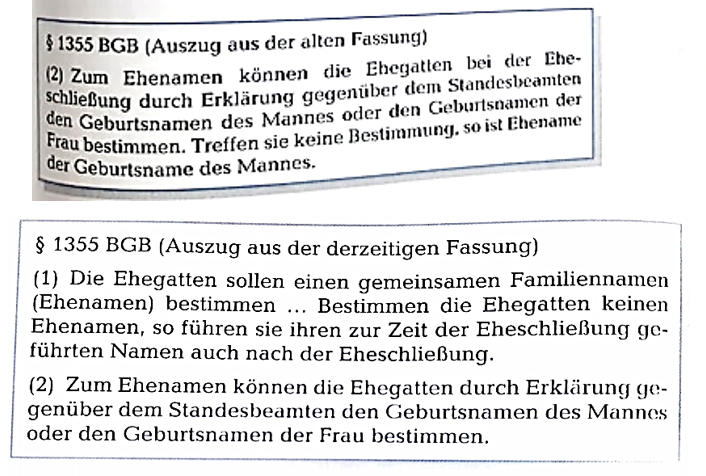 § 1355 BGB (Auszug aus der alten Fassung)
(2) Zum Ehenamen können die Ehegatten bei der Ehe-
schließung durch Erklärung gegenüber dem Standesbeamten
den Geburtsnamen des Mannes oder den Geburtsnamen der
Frau bestimmen. Treffen sie keine Bestimmung, so ist Ehename
der Geburtsname des Mannes.
§ 1355 BGB (Auszug aus der derzeitigen Fassung)
(1) Die Ehegatten sollen einen gemeinsamen Familiennamen
(Ehenamen) bestimmen ... Bestimmen die Ehegatten keinen
Ehenamen, so führen sie ihren zur Zeit der Eheschließung ge-
führten Namen auch nach der Eheschließung.
(2) Zum Ehenamen können die Ehegatten durch Erklärung ge-
genüber dem Standesbeamten den Geburtsnamen des Mannes
oder den Geburtsnamen der Frau bestimmen.